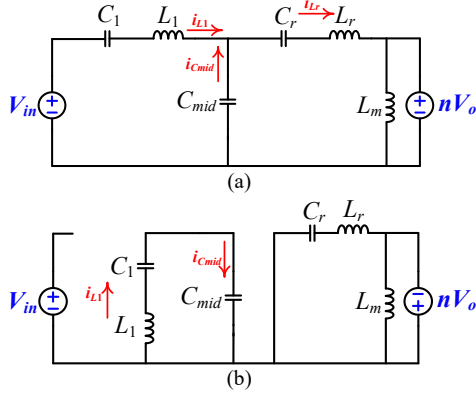 C1 L1 iL1 Cr iLr Lr
iCmid
Vin Cmid Lm nVo
(a)
Cr Lr
C1 iCmid
Vin iL1 Cmid Lm nVo
L1
(b)